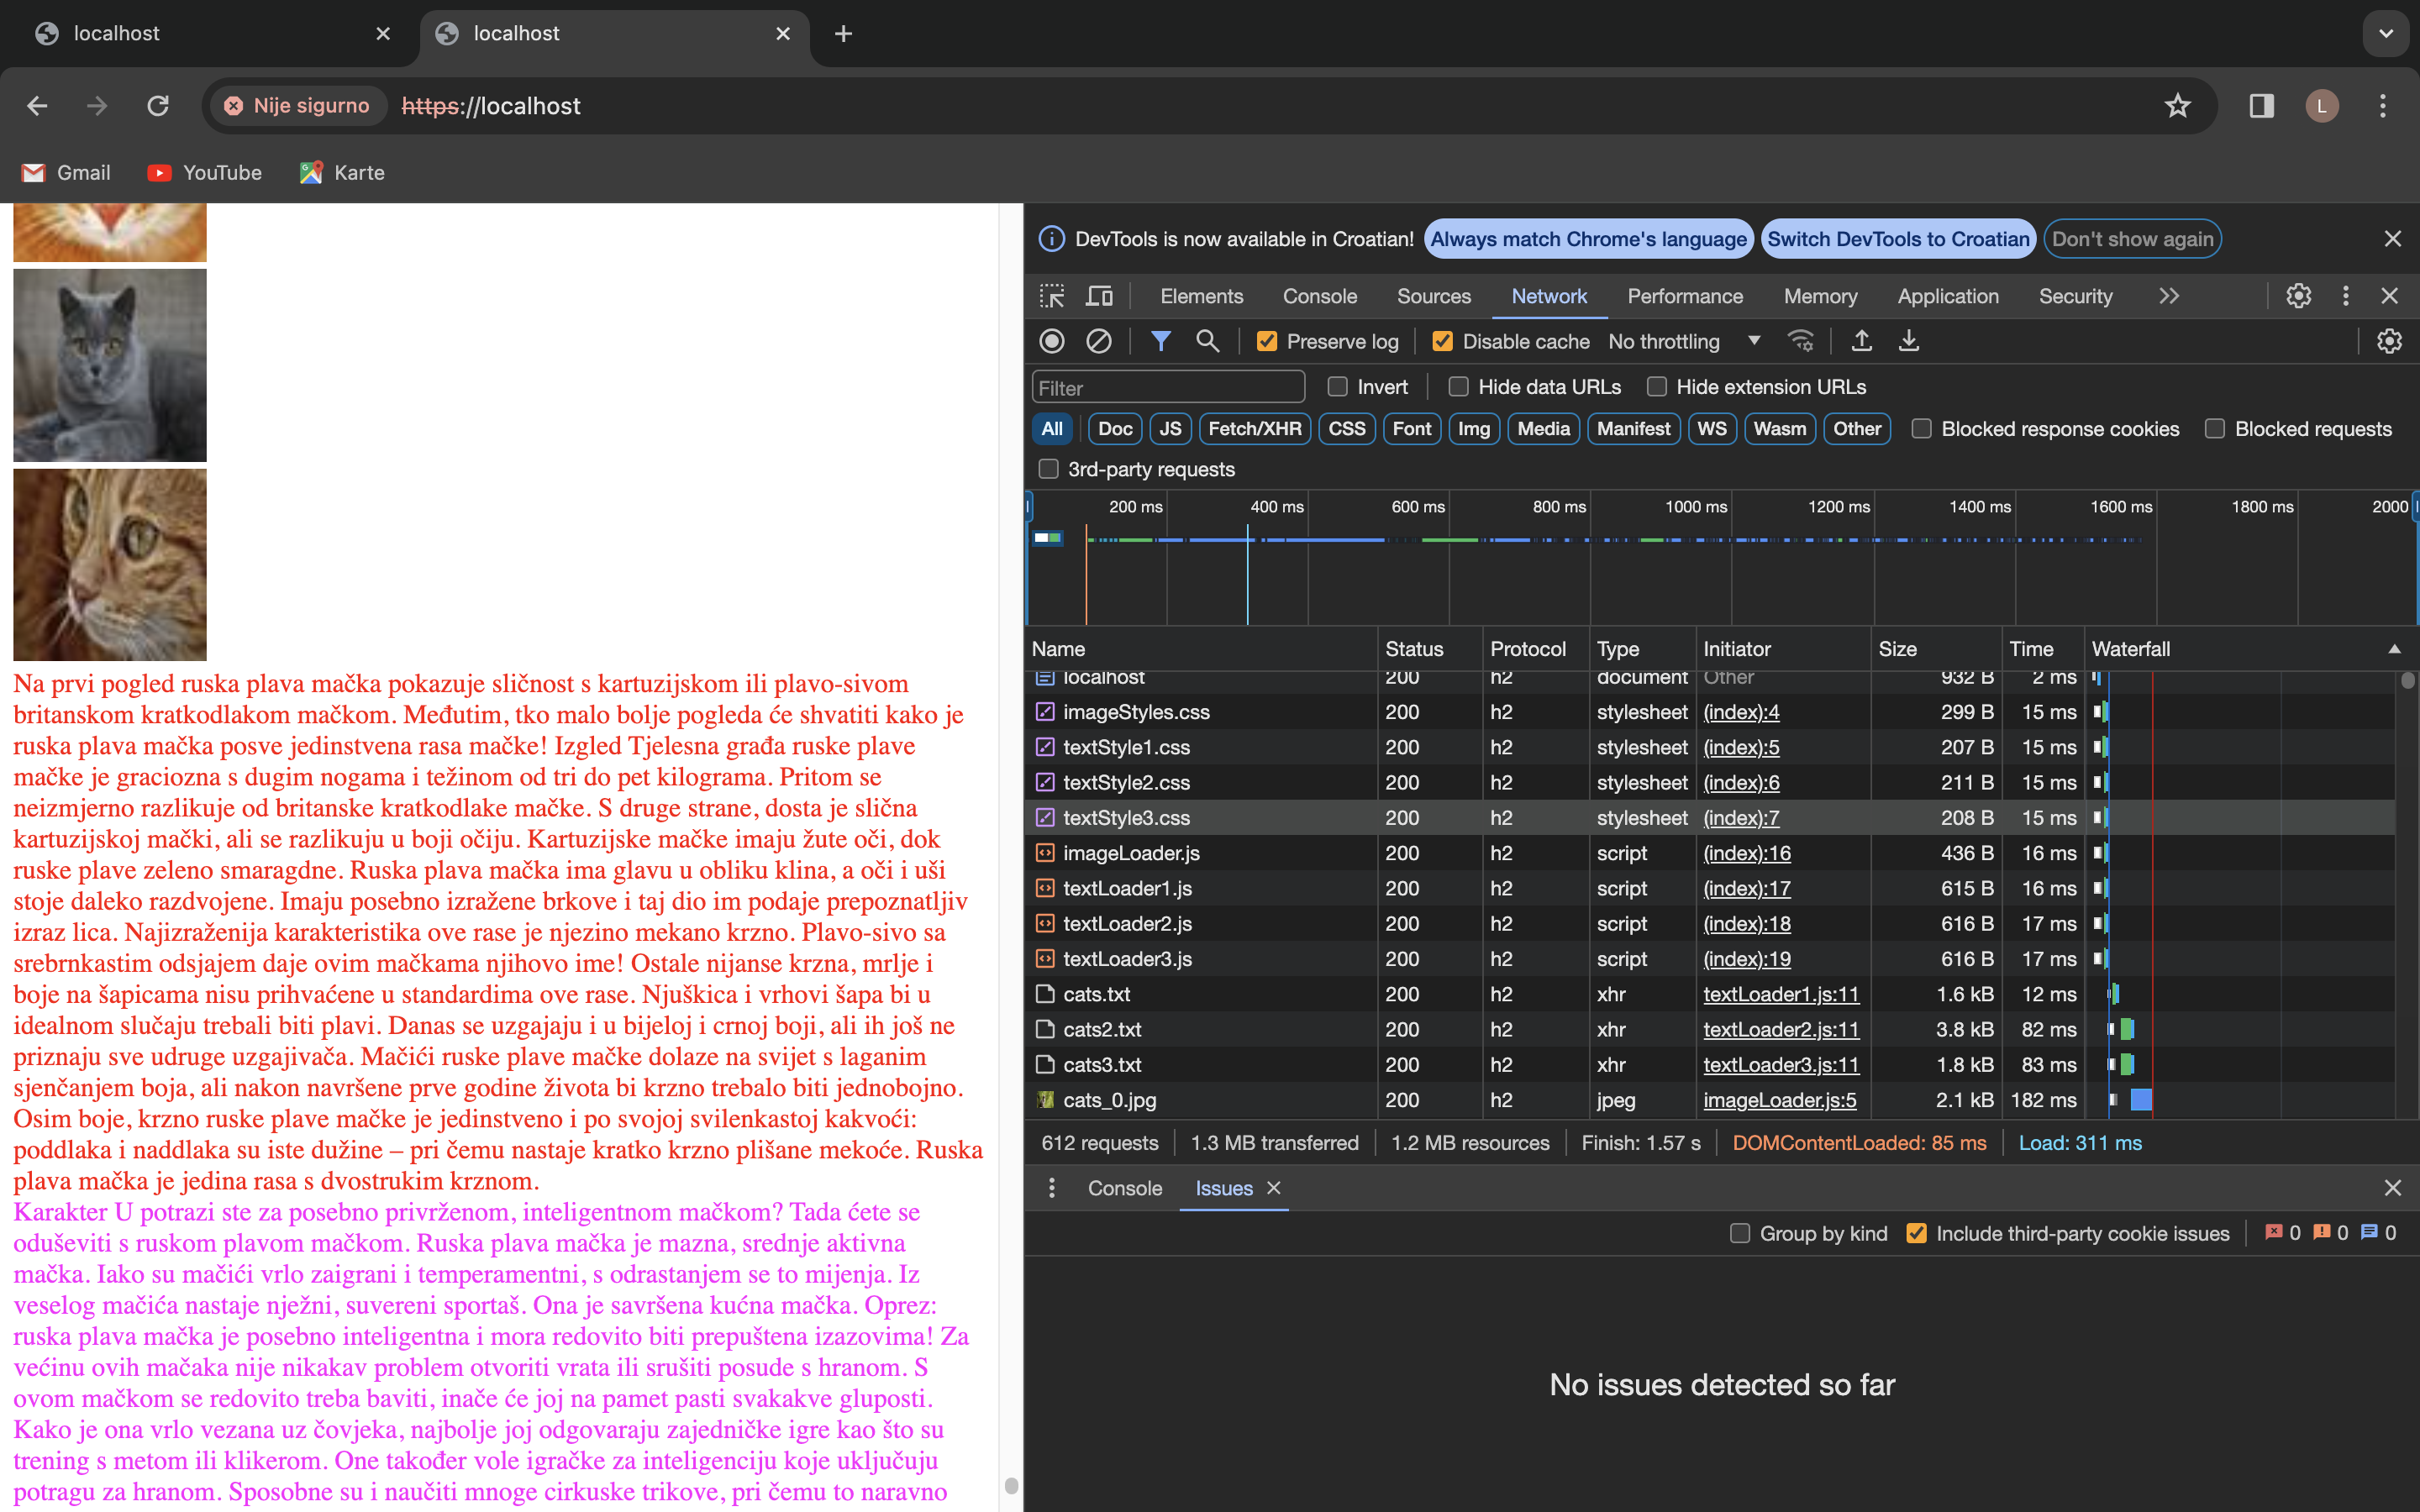 localhost
localhost
Nije sigurno https://localhost L
Gmail YouTube Karte
Na prvi pogled ruska plava mačka pokazuje sličnost s kartuzijskom ili plavo-sivom
britanskom kratkodlakom mačkom. Međutim, tko malo bolje pogleda će shvatiti kako je
ruska plava mačka posve jedinstvena rasa mačke! Izgled Tjelesna građa ruske plave
mačke je graciozna s dugim nogama i težinom od tri do pet kilograma. Pritom se
neizmjerno razlikuje od britanske kratkodlake mačke. S druge strane, dosta je slična
kartuzijskoj mački, ali se razlikuju u boji očiju. Kartuzijske mačke imaju žute oči, dok
ruske plave zeleno smaragdne. Ruska plava mačka ima glavu u obliku klina, a oči i uši
stoje daleko razdvojene. Imaju posebno izražene brkove i taj dio im podaje prepoznatljiv
izraz lica. Najizraženija karakteristika ove rase je njezino mekano krzno. Plavo-sivo sa
srebrnkastim odsjajem daje ovim mačkama njihovo ime! Ostale nijanse krzna, mrlje i
boje na šapicama nisu prihvaćene u standardima ove rase. Njuškica i vrhovi šapa bi u
idealnom slučaju trebali biti plavi. Danas se uzgajaju i u bijeloj i crnoj boji, ali ih još ne
priznaju sve udruge uzgajivača. Mačići ruske plave mačke dolaze na svijet s laganim
sjenčanjem boja, ali nakon navršene prve godine života bi krzno trebalo biti jednobojno.
Osim boje, krzno ruske plave mačke je jedinstveno i po svojoj svilenkastoj kakvoći:
poddlaka i naddlaka su iste dužine – pri čemu nastaje kratko krzno plišane mekoće. Ruska
plava mačka je jedina rasa s dvostrukim krznom.
Karakter U potrazi ste za posebno privrženom, inteligentnom mačkom? Tada ćete se
oduševiti s ruskom plavom mačkom. Ruska plava mačka je mazna, srednje aktivna
mačka. Iako su mačići vrlo zaigrani i temperamentni, s odrastanjem se to mijenja. Iz
veselog mačića nastaje nježni, suvereni sportaš. Ona je savršena kućna mačka. Oprez:
ruska plava mačka je posebno inteligentna i mora redovito biti prepuštena izazovima! Za
većinu ovih mačaka nije nikakav problem otvoriti vrata ili srušiti posude s hranom. S
ovom mačkom se redovito treba baviti, inače će joj na pamet pasti svakakve gluposti.
Kako je ona vrlo vezana uz čovjeka, najbolje joj odgovaraju zajedničke igre kao što su
trening s metom ili klikerom. One također vole igračke za inteligenciju koje uključuju
potragu za hranom. Sposobne su i naučiti mnoge cirkuske trikove, pri čemu to naravno
DevTools is now available in Croatian! Always match Chrome's language Switch DevTools to Croatian Don't show again
Elements Console Sources Network Performance Memory Application Security
Preserve log Disable cache No throttling
Filter Invert Hide data URLs Hide extension URLs
All Doc JS Fetch/XHR CSS Font Img Media Manifest WS Wasm Other Blocked response cookies Blocked requests
3rd-party requests
200 ms 400 ms 600 ms 800 ms 1000 ms 1200 ms 1400 ms 1600 ms 1800 ms 2000
Name Status Protocol Type Initiator Size Time Waterfall
localhost 200 h2 document Other 932 B 2 ms
imageStyles.css 200 h2 stylesheet (index):4 299 B 15 ms
textStyle1.css 200 h2 stylesheet (index):5 207 B 15 ms
textStyle2.css 200 h2 stylesheet (index):6 211 B 15 ms
textStyle3.css 200 h2 stylesheet (index):7 208 B 15 ms
imageLoader.js 200 h2 script (index):16 436 B 16 ms
textLoader1.js 200 h2 script (index):17 615 B 16 ms
textLoader2.js 200 h2 script (index):18 616 B 17 ms
textLoader3.js 200 h2 script (index):19 616 B 17 ms
cats.txt 200 h2 xhr textLoader1.js:11 1.6 kB 12 ms
cats2.txt 200 h2 xhr textLoader2.js:11 3.8 kB 82 ms
cats3.txt 200 h2 xhr textLoader3.js:11 1.8 kB 83 ms
cats_0.jpg 200 h2 jpeg imageLoader.js:5 2.1 kB 182 ms
612 requests 1.3 MB transferred 1.2 MB resources Finish: 1.57 s DOMContentLoaded: 85 ms Load: 311 ms
Console Issues
Group by kind Include third-party cookie issues 0 0 0
No issues detected so far